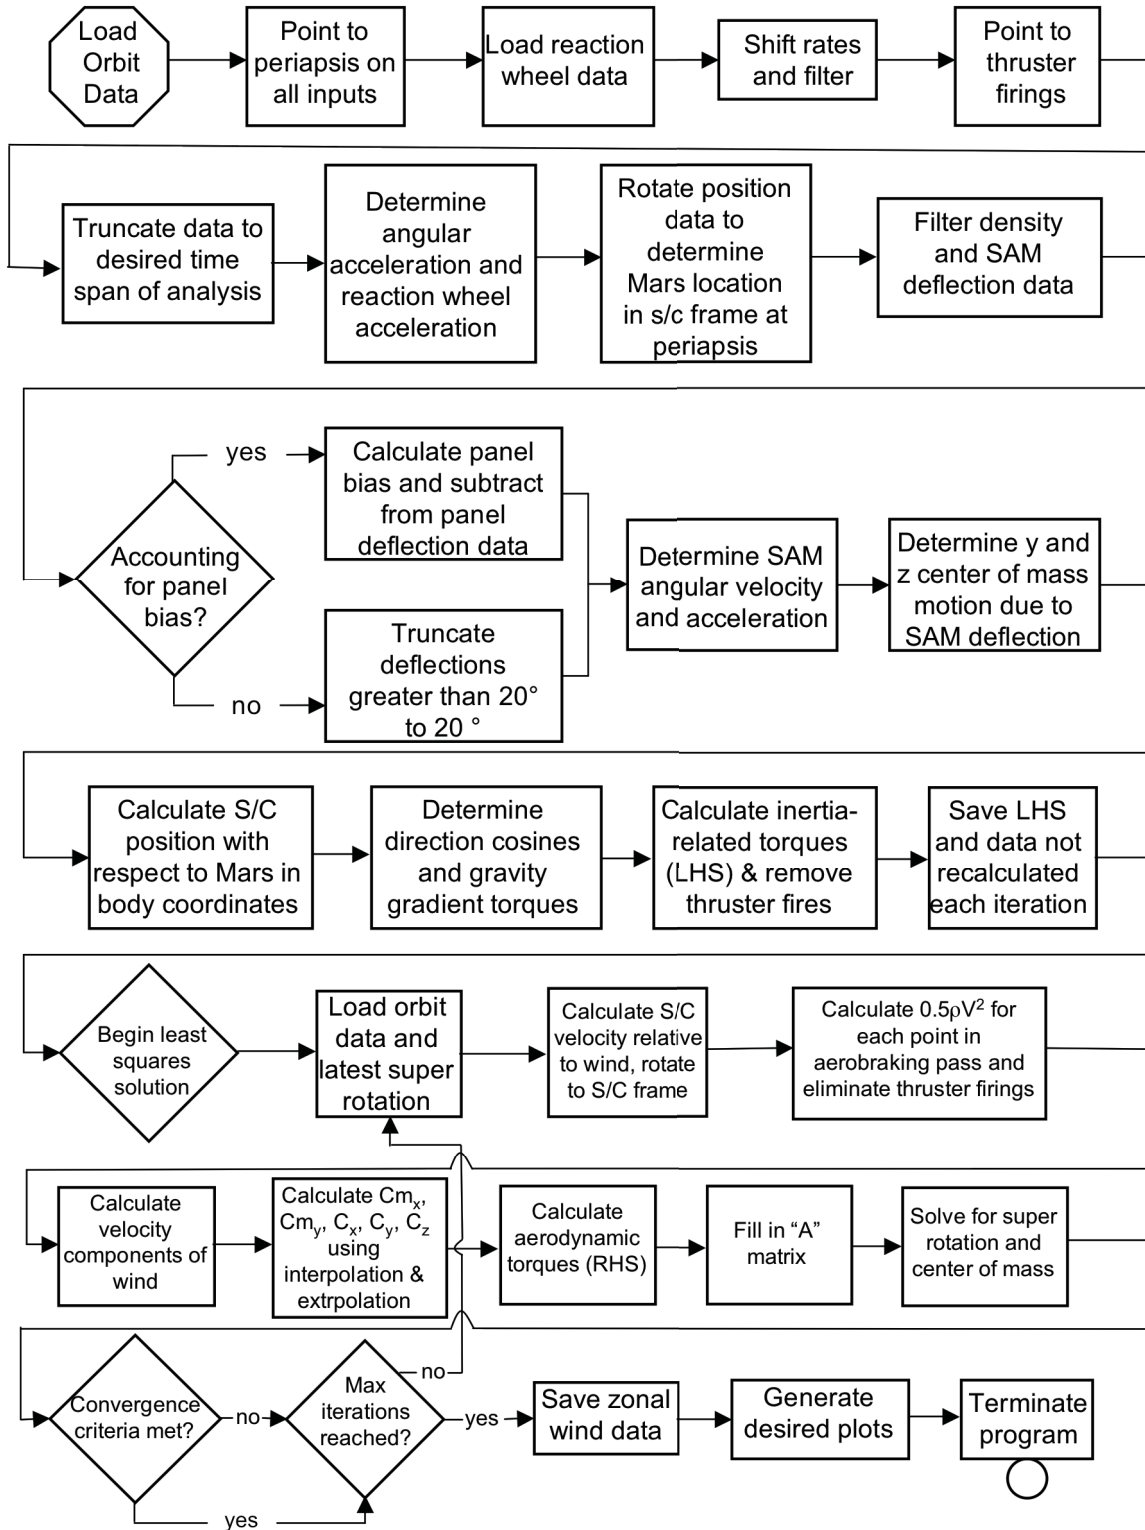 Load
Orbit
Data
Point to
periapsis on
all inputs
Load reaction
wheel data
Shift rates
and filter
Point to
thruster
firings
Truncate data to
desired time
span of analysis
Determine
angular
acceleration and
reaction wheel
acceleration
Rotate position
data to
determine
Mars location
in s/c frame at
periapsis
Filter density
and SAM
deflection data
Accounting
for panel
bias?
yes
Calculate panel
bias and subtract
from panel
deflection data
no
Truncate
deflections
greater than 20°
to 20 °
Determine SAM
angular velocity
and acceleration
Determine y and
z center of mass
motion due to
SAM deflection
Calculate S/C
position with
respect to Mars in
body coordinates
Determine
direction cosines
and gravity
gradient torques
Calculate inertia-
related torques
(LHS) & remove
thruster fires
Save LHS
and data not
recalculated
each iteration
Begin least
squares
solution
Load orbit
data and
latest super
rotation
Calculate S/C
velocity relative
to wind, rotate
to S/C frame
Calculate 0.5ρV² for
each point in
aerobraking pass and
eliminate thruster firings
Calculate
velocity
components of
wind
Calculate Cmₓ,
Cmᵧ, Cₓ, Cᵧ, C_z
using
interpolation &
extrpolation
Calculate
aerodynamic
torques (RHS)
Fill in “A”
matrix
Solve for super
rotation and
center of mass
Convergence
criteria met?
no
yes
Max
iterations
reached?
no
yes
Save zonal
wind data
Generate
desired plots
Terminate
program